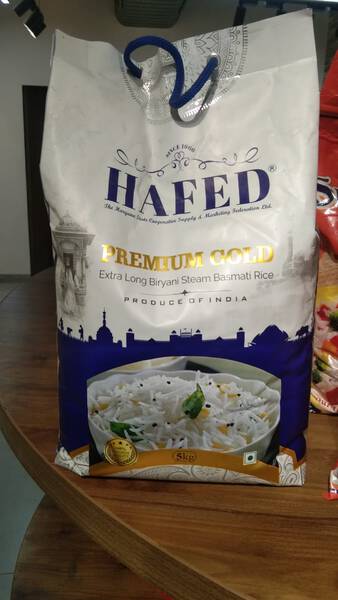 SINCE 1966
HAFED®
The Haryana State Cooperative Supply & Marketing Federation Ltd.
PREMIUM GOLD
Extra Long Biryani Steam Basmati Rice
PRODUCE OF INDIA
5kg